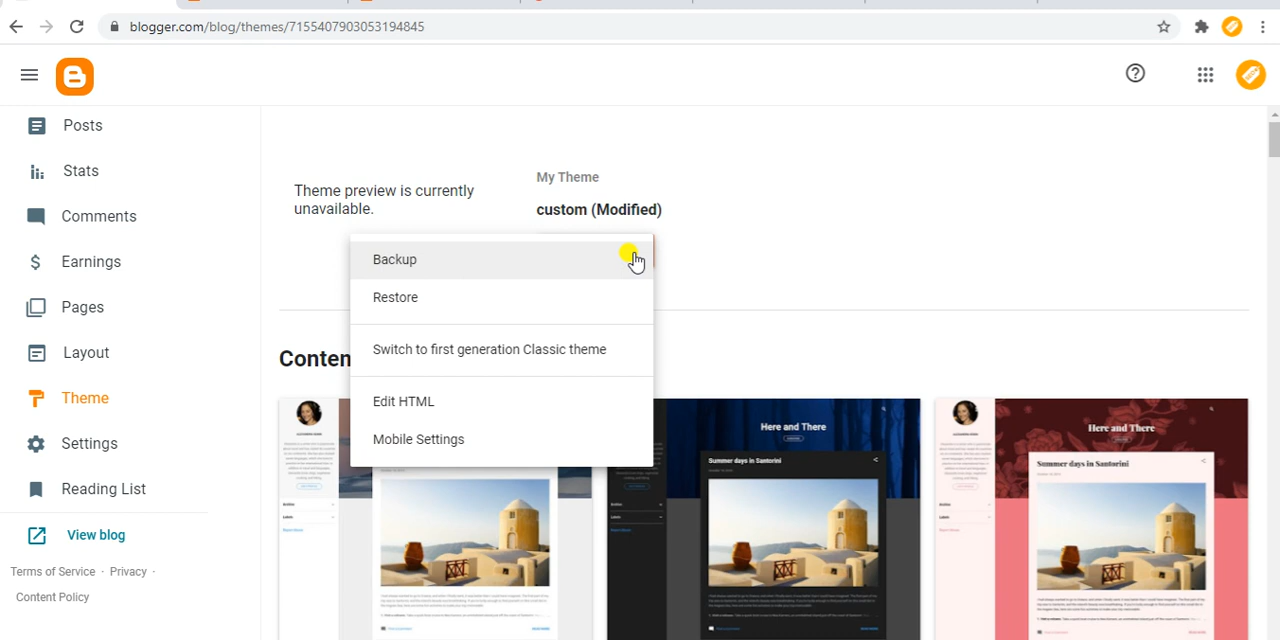 blogger.com/blog/themes/7155407903053194845
Posts
Stats
Comments
Earnings
Pages
Layout
Theme
Settings
Reading List
View blog
Terms of Service · Privacy ·
Content Policy
Theme preview is currently
unavailable.
My Theme
custom (Modified)
Backup
Restore
Switch to first generation Classic theme
Edit HTML
Mobile Settings
Conten
Here and There
Summer days in Santorini
Here and There
Summer days in Santorini